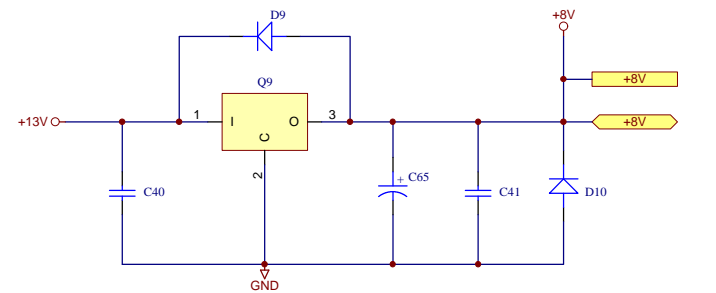 D9
+8V
Q9
+8V
+13V
1
I
O
3
+8V
C
2
C40
C65
+
C41
D10
GND